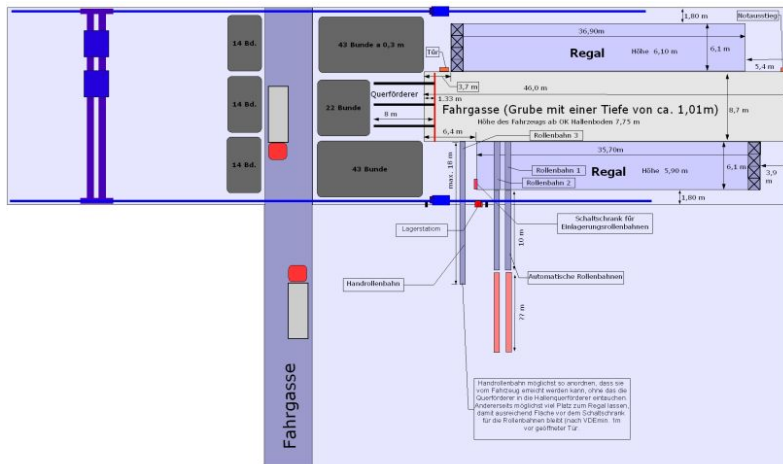 Notaustieg
1,80 m
36,90m
14 Bd.
43 Bunde a 0,3 m
Regal
Höhe 6,10 m
6,1 m
Tür
5,4 m
3,7 m
46,0 m
14 Bd.
22 Bunde
Querförderer
1,33 m
8 m
Fahrgasse (Grube mit einer Tiefe von ca. 1,01m)
Höhe des Fahrzeugs ab OK Hallenboden 7,75 m
8,7 m
6,4 m
Rollenbahn 3
14 Bd.
43 Bunde
max. 18 m
35,70m
Rollenbahn 1
Regal
Höhe 5,90 m
6,1 m
3,9 m
Rollenbahn 2
1,80 m
Lagerstation
Schaltschrank für
Einlagerungsrollenbahnen
10 m
Handrollenbahn
Automatische Rollenbahnen
?? m
Fahrgasse
Handrollenbahn möglichst so anordnen, dass sie
vom Fahrzeug erreicht werden kann, ohne das die
Querförderer in die Hallenquerförderer eintauchen.
Andererseits möglichst viel Platz zum Regal lassen,
damit ausreichend Fläche vor dem Schaltschrank
für die Rollenbahnen bleibt (nach VDE min. 1m
vor geöffneter Tür.